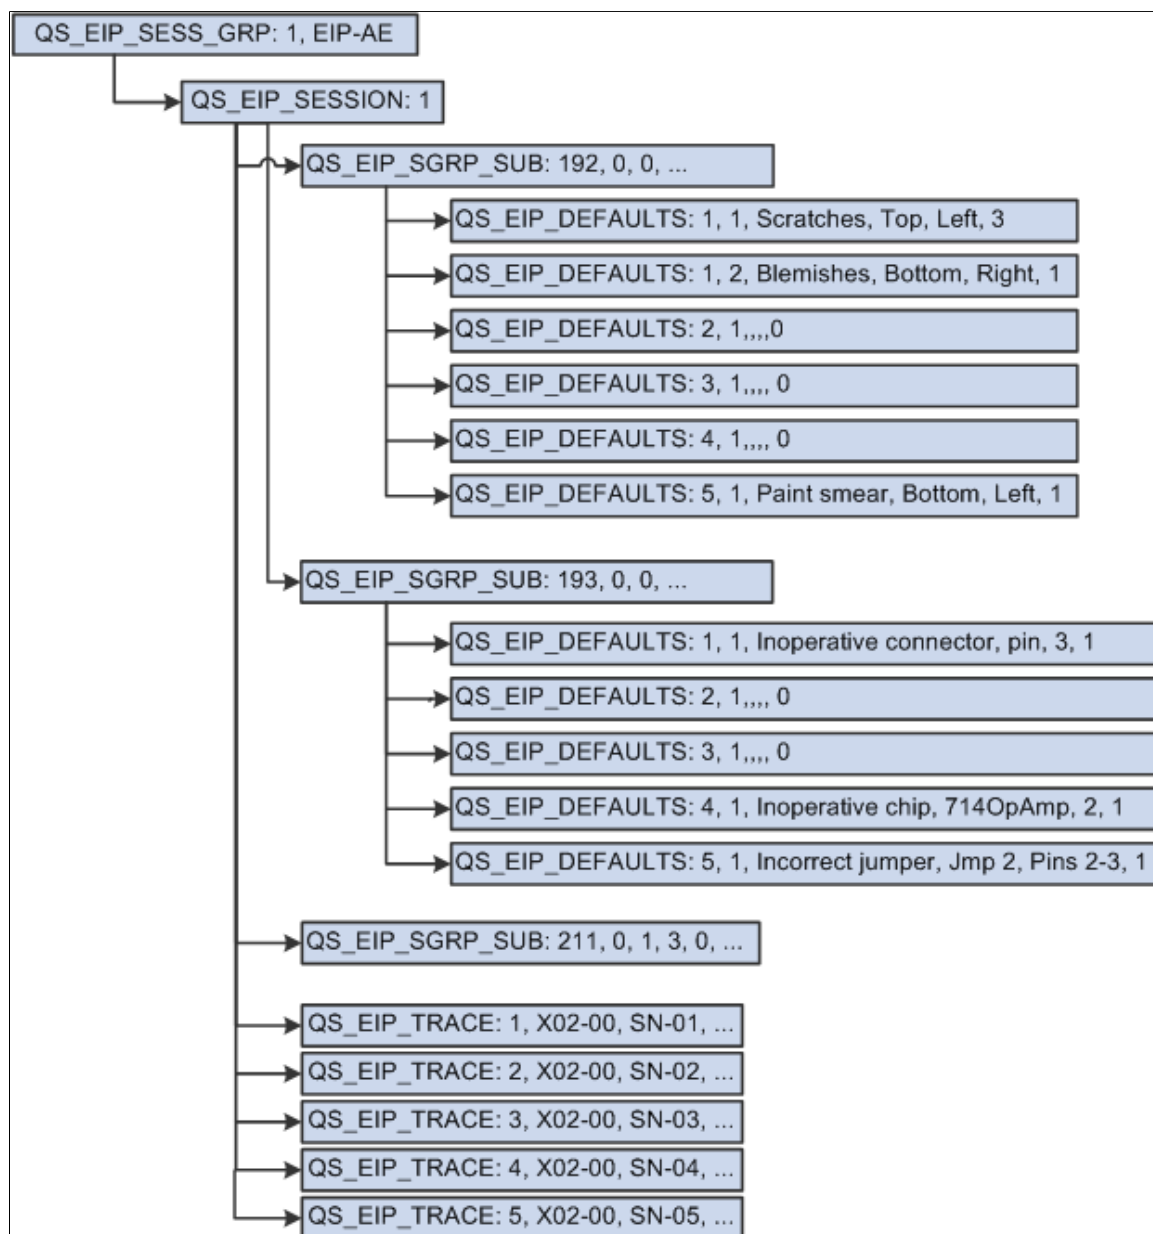 QS_EIP_SESS_GRP: 1, EIP-AE
QS_EIP_SESSION: 1
QS_EIP_SGRP_SUB: 192, 0, 0, ...
QS_EIP_DEFAULTS: 1, 1, Scratches, Top, Left, 3
QS_EIP_DEFAULTS: 1, 2, Blemishes, Bottom, Right, 1
QS_EIP_DEFAULTS: 2, 1,,,,0
QS_EIP_DEFAULTS: 3, 1,,,, 0
QS_EIP_DEFAULTS: 4, 1,,,, 0
QS_EIP_DEFAULTS: 5, 1, Paint smear, Bottom, Left, 1
QS_EIP_SGRP_SUB: 193, 0, 0, ...
QS_EIP_DEFAULTS: 1, 1, Inoperative connector, pin, 3, 1
QS_EIP_DEFAULTS: 2, 1,,,, 0
QS_EIP_DEFAULTS: 3, 1,,,, 0
QS_EIP_DEFAULTS: 4, 1, Inoperative chip, 714OpAmp, 2, 1
QS_EIP_DEFAULTS: 5, 1, Incorrect jumper, Jmp 2, Pins 2-3, 1
QS_EIP_SGRP_SUB: 211, 0, 1, 3, 0, ...
QS_EIP_TRACE: 1, X02-00, SN-01, ...
QS_EIP_TRACE: 2, X02-00, SN-02, ...
QS_EIP_TRACE: 3, X02-00, SN-03, ...
QS_EIP_TRACE: 4, X02-00, SN-04, ...
QS_EIP_TRACE: 5, X02-00, SN-05, ...